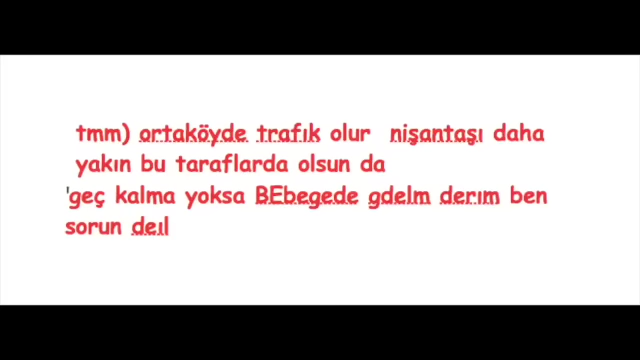 tmm) ortaköyde trafık olur nişantaşı daha
yakın bu taraflarda olsun da
'geç kalma yoksa BEbegede gdelm derım ben
sorun deıl